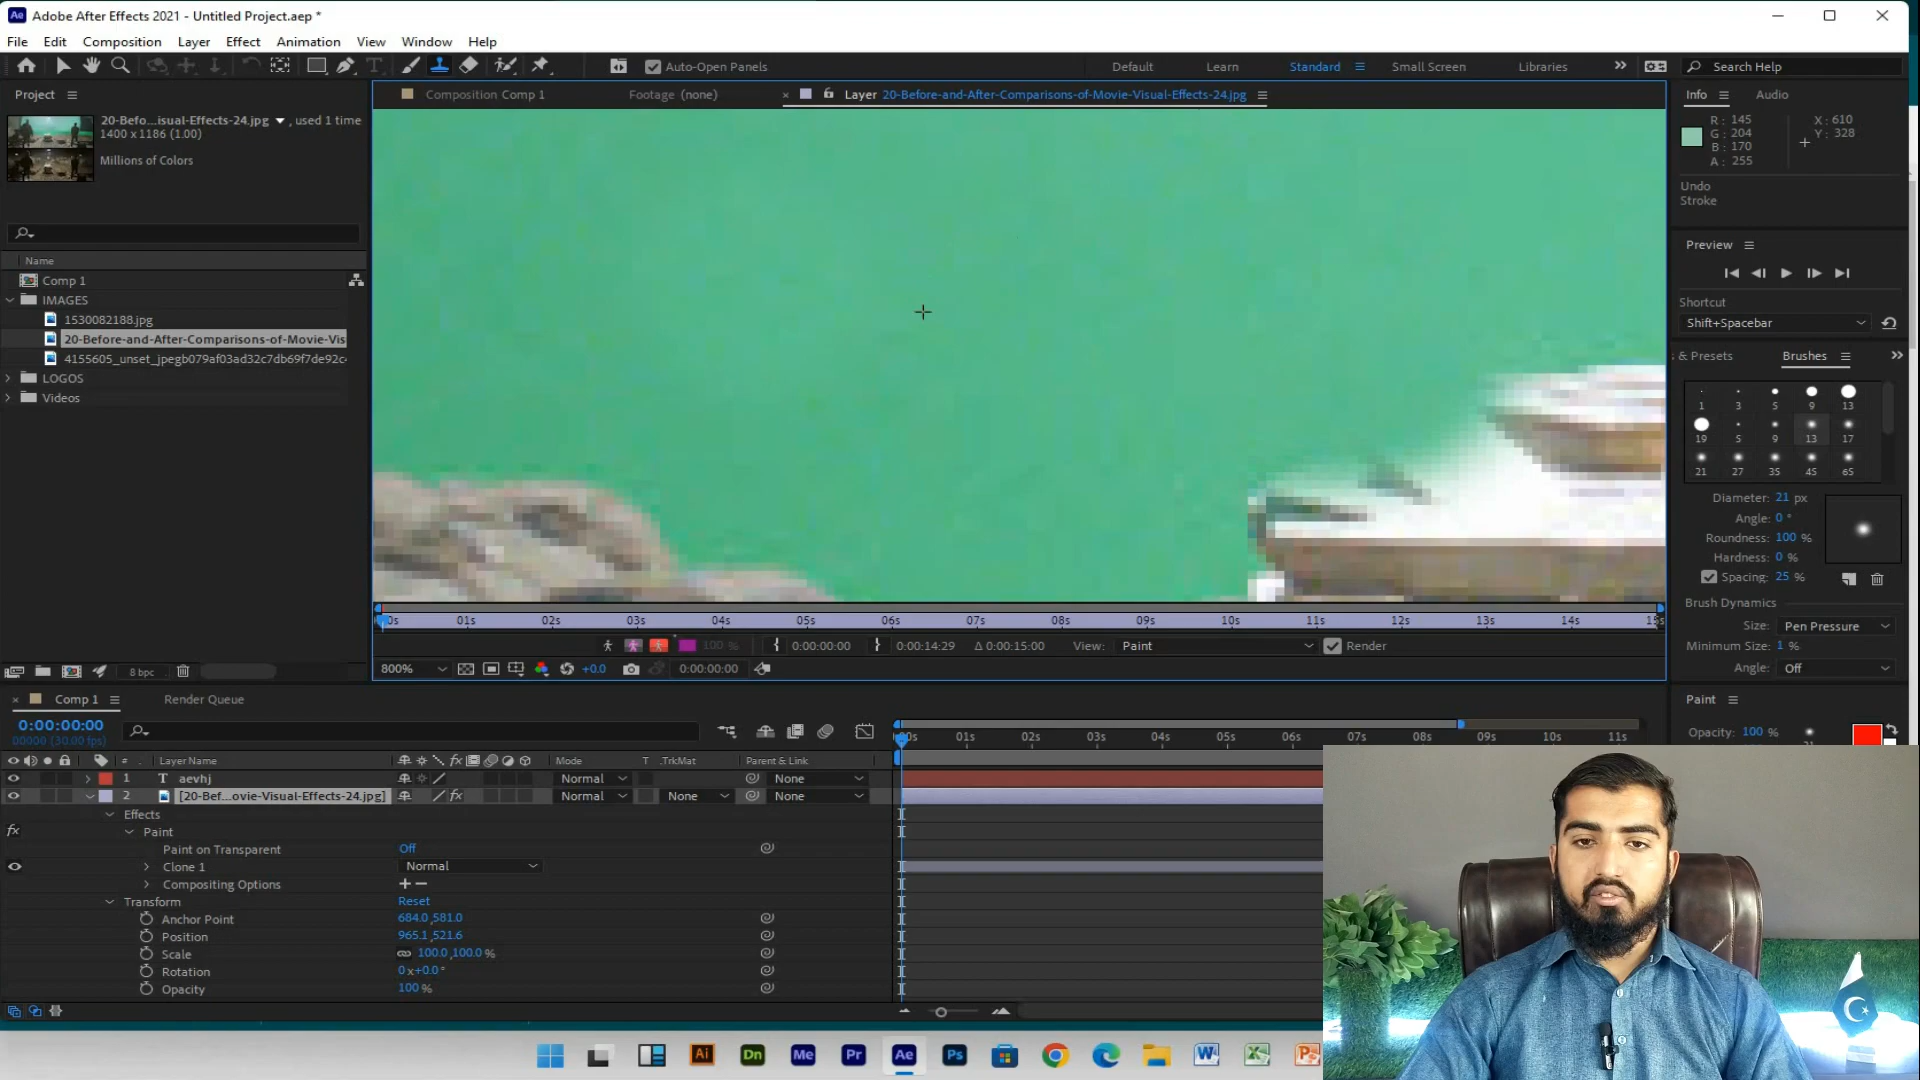 Ae Adobe After Effects 2021 - Untitled Project.aep *
File Edit Composition Layer Effect Animation View Window Help
Auto-Open Panels Default Learn Standard Small Screen Libraries Search Help
Project
20-Befo...isual-Effects-24.jpg , used 1 time
1400 x 1186 (1.00)
Millions of Colors
Name
Comp 1
IMAGES
1530082188.jpg
20-Before-and-After-Comparisons-of-Movie-Vis
4155605_unset_jpegb079af03ad32c7db69f7de92c
LOGOS
Videos
8 bpc
Composition Comp 1 Footage (none) Layer 20-Before-and-After-Comparisons-of-Movie-Visual-Effects-24.jpg
01s 02s 03s 04s 05s 06s 07s 08s 09s 10s 11s 12s 13s 14s 15s
100 % 0:00:00:00 0:00:14:29 Δ 0:00:15:00 View: Paint Render
800% +0.0 0:00:00:00
Info Audio
R: 145
G: 204
B: 170
A: 255
X: 610
Y: 328
Undo
Stroke
Preview
Shortcut
Shift+Spacebar
& Presets Brushes
1 3 5 9 13
19 5 9 13 17
21 27 35 45 65
Diameter: 21 px
Angle: 0 °
Roundness: 100 %
Hardness: 0 %
Spacing: 25 %
Brush Dynamics
Size: Pen Pressure
Minimum Size: 1 %
Angle: Off
Paint
Opacity: 100 %
Comp 1 Render Queue
0:00:00:00
00000 (30.00 fps)
00s 01s 02s 03s 04s 05s 06s 07s 08s 09s 10s 11s
# Layer Name Mode T .TrkMat Parent & Link
1 T aevhj Normal None
2 [20-Bef...ovie-Visual-Effects-24.jpg] fx Normal None None
Effects
fx Paint
Paint on Transparent Off
Clone 1 Normal
Compositing Options + −
Transform Reset
Anchor Point 684.0,581.0
Position 965.1,521.6
Scale 100.0,100.0 %
Rotation 0x+0.0°
Opacity 100 %
Ai Dn Me Pr Ae Ps W X P